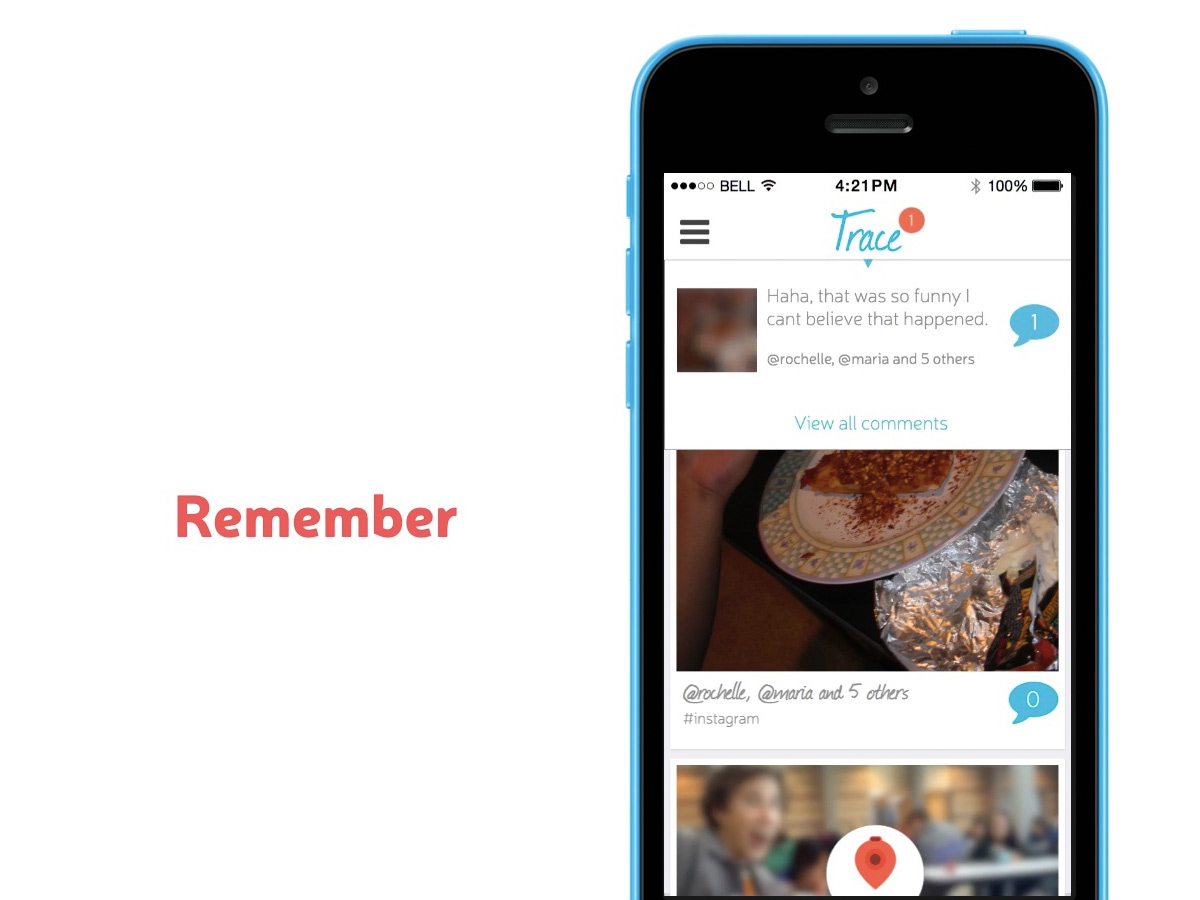 Remember
BELL 4:21PM 100%
Trace 1
Haha, that was so funny I
cant believe that happened.
1
@rochelle, @maria and 5 others
View all comments
@rochelle, @maria and 5 others
0
#instagram